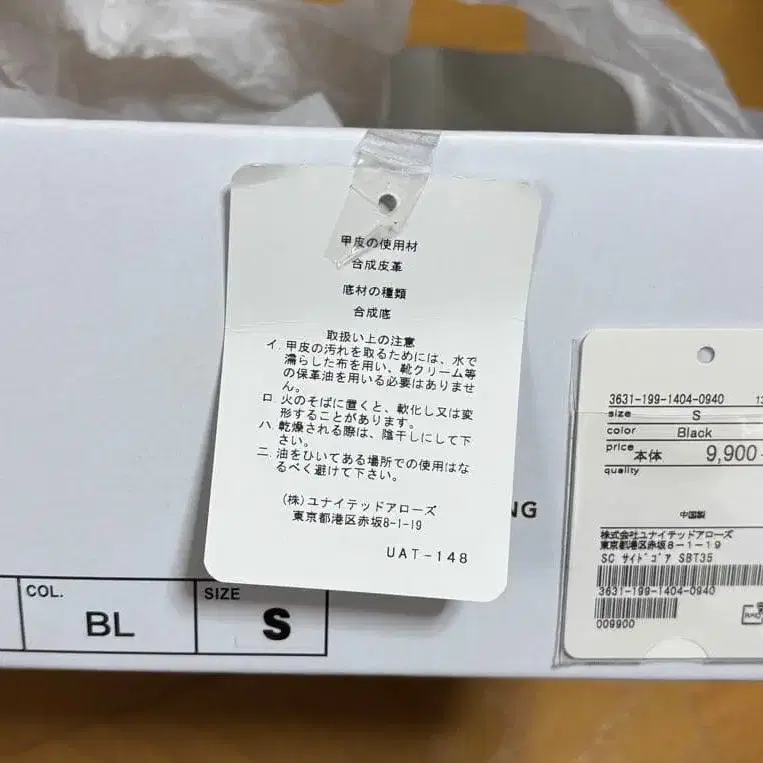 甲皮の使用材
合成皮革
底材の種類
合成底
取扱い上の注意
イ. 甲皮の汚れを取るためには、水で
濡らした布を用い、靴クリーム等
の保革油を用いる必要はありませ
ん。
ロ. 火のそばに置くと、軟化し又は変
形することがあります。
ハ. 乾燥される際は、陰干しにして下
さい。
ニ. 油をひいてある場所での使用はな
るべく避けて下さい。
(株)ユナイテッドアローズ
東京都港区赤坂8-1-19
UAT-148
NG
COL.
BL
SIZE
S
3631-199-1404-0940
size S
color Black
price 本体 9,900
quality
中国製
株式会社ユナイテッドアローズ
東京都港区赤坂8-1-19
SC サイドゴア SBT35
3631-199-1404-0940
009900